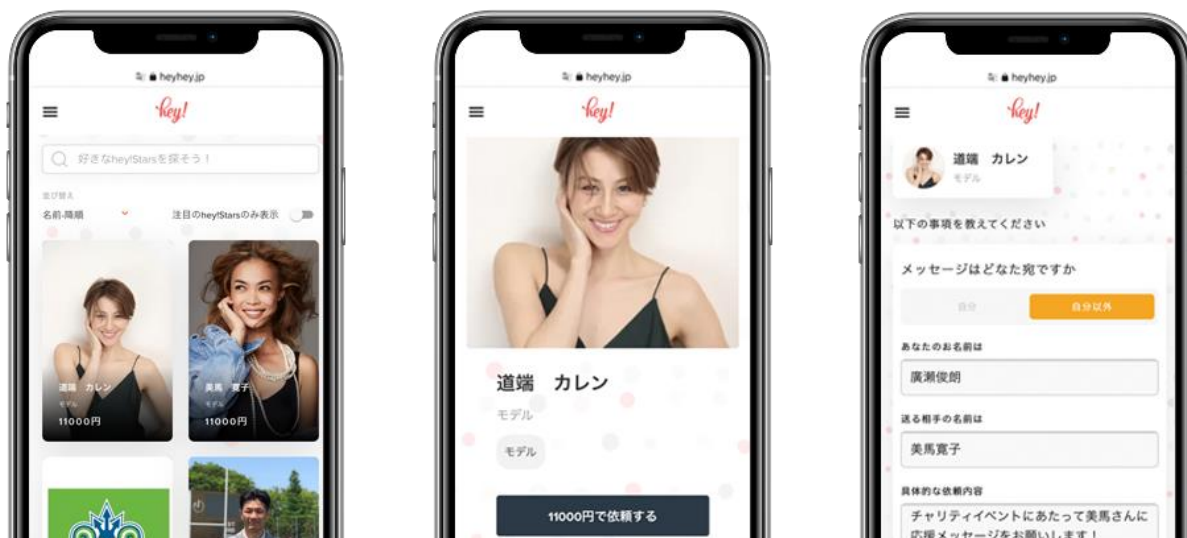 heyhey.jp
hey!
好きなhey!Starsを探そう！
並び替え
名前-降順
注目のhey!Starsのみ表示
道端　カレン
モデル
11000円
美馬　寛子
モデル
11000円
heyhey.jp
hey!
道端　カレン
モデル
モデル
11000円で依頼する
heyhey.jp
hey!
道端　カレン
モデル
以下の事項を教えてください
メッセージはどなた宛ですか
自分
自分以外
あなたのお名前は
廣瀬俊朗
送る相手の名前は
美馬寛子
具体的な依頼内容
チャリティイベントにあたって美馬さんに
応援メッセージをお願いします！